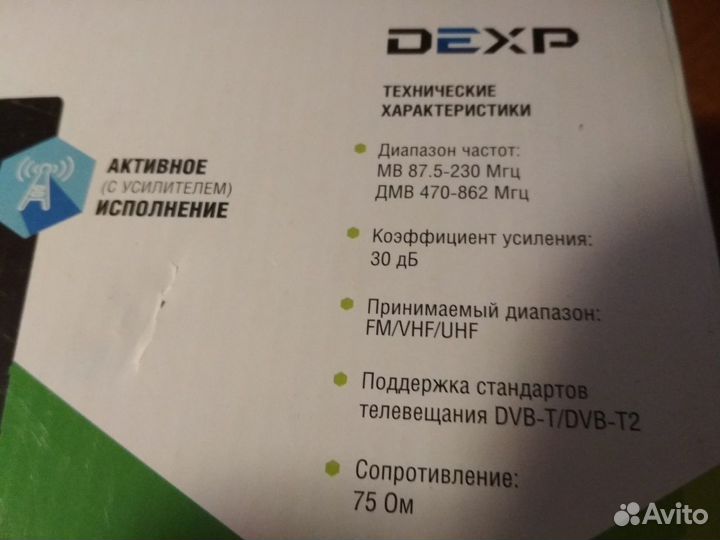 DEXP
ТЕХНИЧЕСКИЕ
ХАРАКТЕРИСТИКИ
АКТИВНОЕ
(С УСИЛИТЕЛЕМ)
ИСПОЛНЕНИЕ
Диапазон частот:
МВ 87.5-230 Мгц
ДМВ 470-862 Мгц
Коэффициент усиления:
30 дБ
Принимаемый диапазон:
FM/VHF/UHF
Поддержка стандартов
телевещания DVB-T/DVB-T2
Сопротивление:
75 Ом
Avito